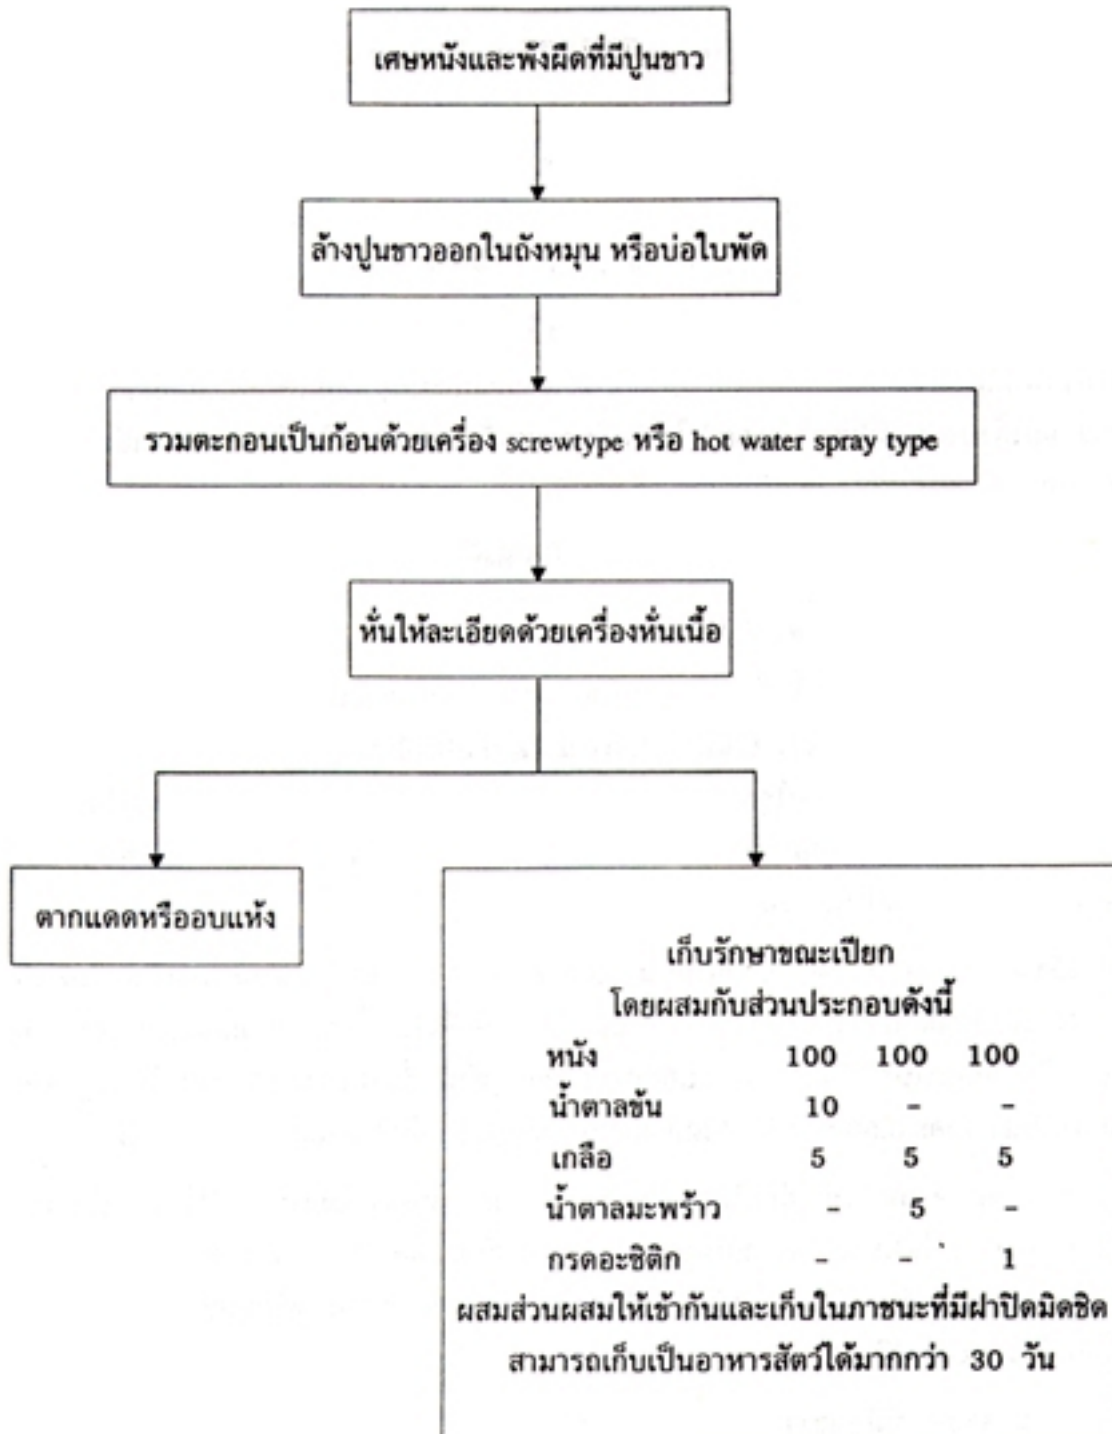 เศษหนังและพังผืดที่มีปูนขาว
ล้างปูนขาวออกในถังหมุน หรือบ่อใบพัด
รวมตะกอนเป็นก้อนด้วยเครื่อง screwtype หรือ hot water spray type
หั่นให้ละเอียดด้วยเครื่องหั่นเนื้อ
ตากแดดหรืออบแห้ง
เก็บรักษาขณะเปียก
โดยผสมกับส่วนประกอบดังนี้
หนัง 100 100 100
น้ำตาลข้น 10 - -
เกลือ 5 5 5
น้ำตาลมะพร้าว - 5 -
กรดอะซิติก - - 1
ผสมส่วนผสมให้เข้ากันและเก็บในภาชนะที่มีฝาปิดมิดชิด
สามารถเก็บเป็นอาหารสัตว์ได้มากกว่า 30 วัน